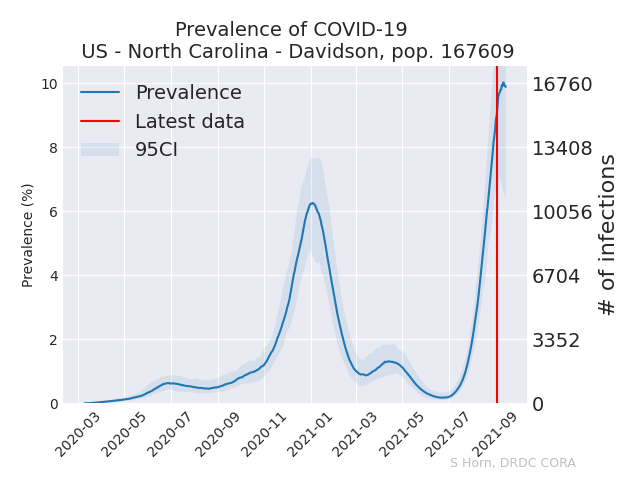 Prevalence of COVID-19
US - North Carolina - Davidson, pop. 167609
Prevalence
Latest data
95CI
Prevalence (%)
10
8
6
4
2
0
16760
13408
10056
6704
3352
0
# of infections
2020-03
2020-05
2020-07
2020-09
2020-11
2021-01
2021-03
2021-05
2021-07
2021-09
S Horn, DRDC CORA